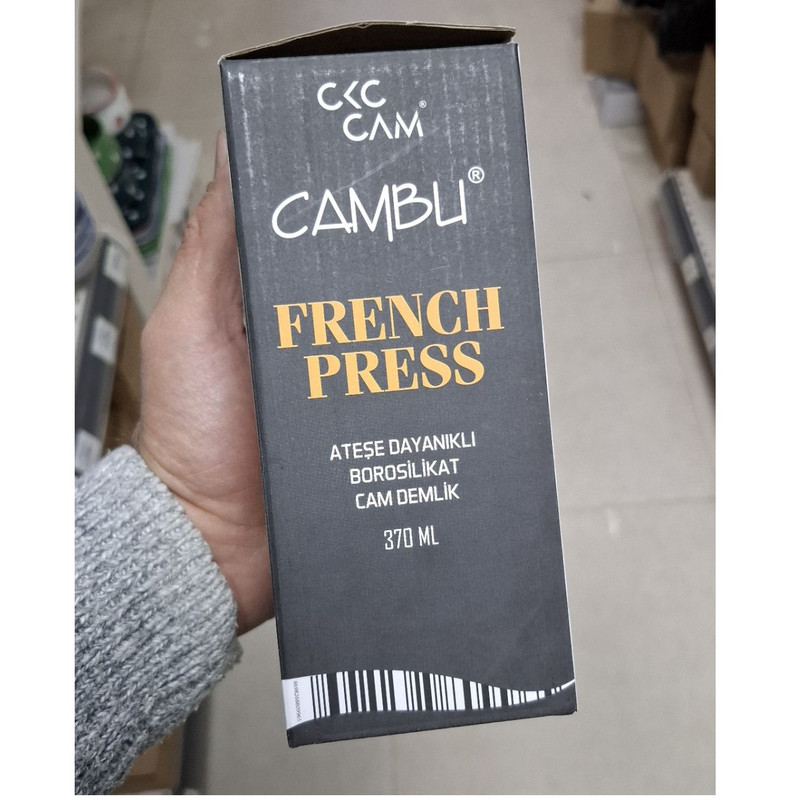 CKC
CAM®
CAMBU®
FRENCH
PRESS
ATEŞE DAYANIKLI
BOROSİLİKAT
CAM DEMLİK
370 ML